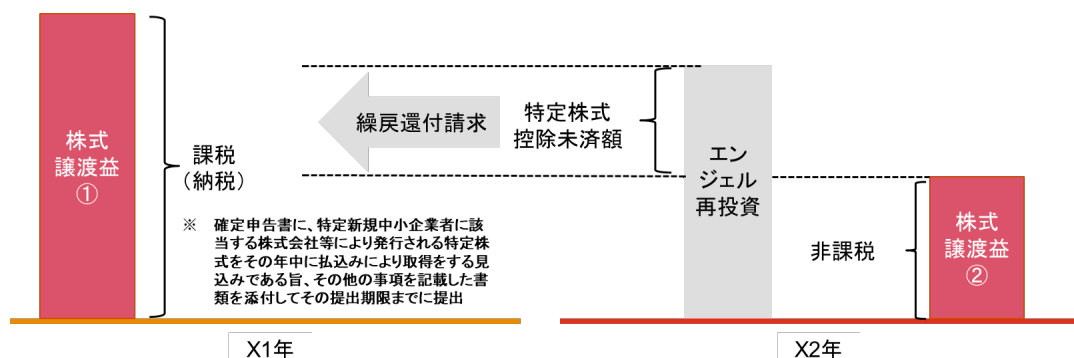 株式
譲渡益
①
課税
（納税）
※　確定申告書に、特定新規中小企業者に該
当する株式会社等により発行される特定株
式をその年中に払込みにより取得をする見
込みである旨、その他の事項を記載した書
類を添付してその提出期限までに提出
X1年
繰戻還付請求
特定株式
控除未済額
エン
ジェル
再投資
非課税
株式
譲渡益
②
X2年